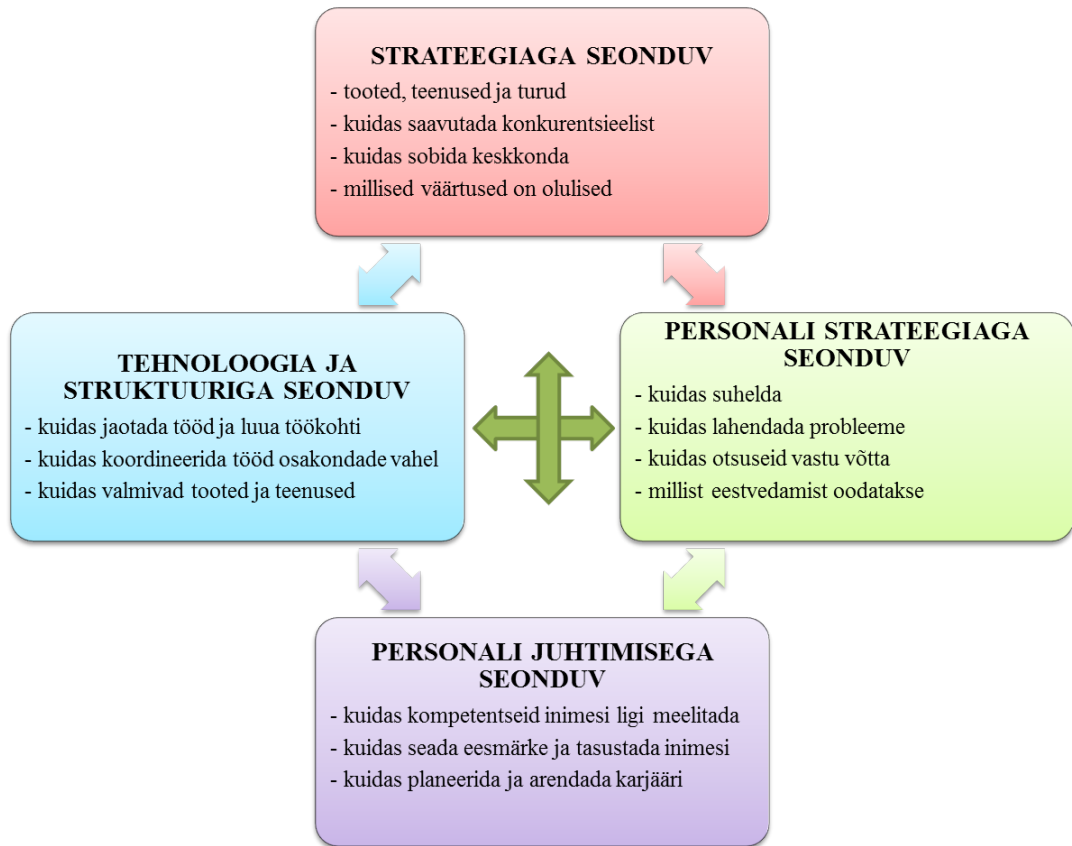 STRATEEGIAGA SEONDUV
- tooted, teenused ja turud
- kuidas saavutada konkurentsieelist
- kuidas sobida keskkonda
- millised väärtused on olulised
TEHNOLOOGIA JA
STRUKTUURIGA SEONDUV
- kuidas jaotada tööd ja luua töökohti
- kuidas koordineerida tööd osakondade vahel
- kuidas valmivad tooted ja teenused
PERSONALI STRATEEGIAGA
SEONDUV
- kuidas suhelda
- kuidas lahendada probleeme
- kuidas otsuseid vastu võtta
- millist eestvedamist oodatakse
PERSONALI JUHTIMISEGA
SEONDUV
- kuidas kompetentseid inimesi ligi meelitada
- kuidas seada eesmärke ja tasustada inimesi
- kuidas planeerida ja arendada karjääri